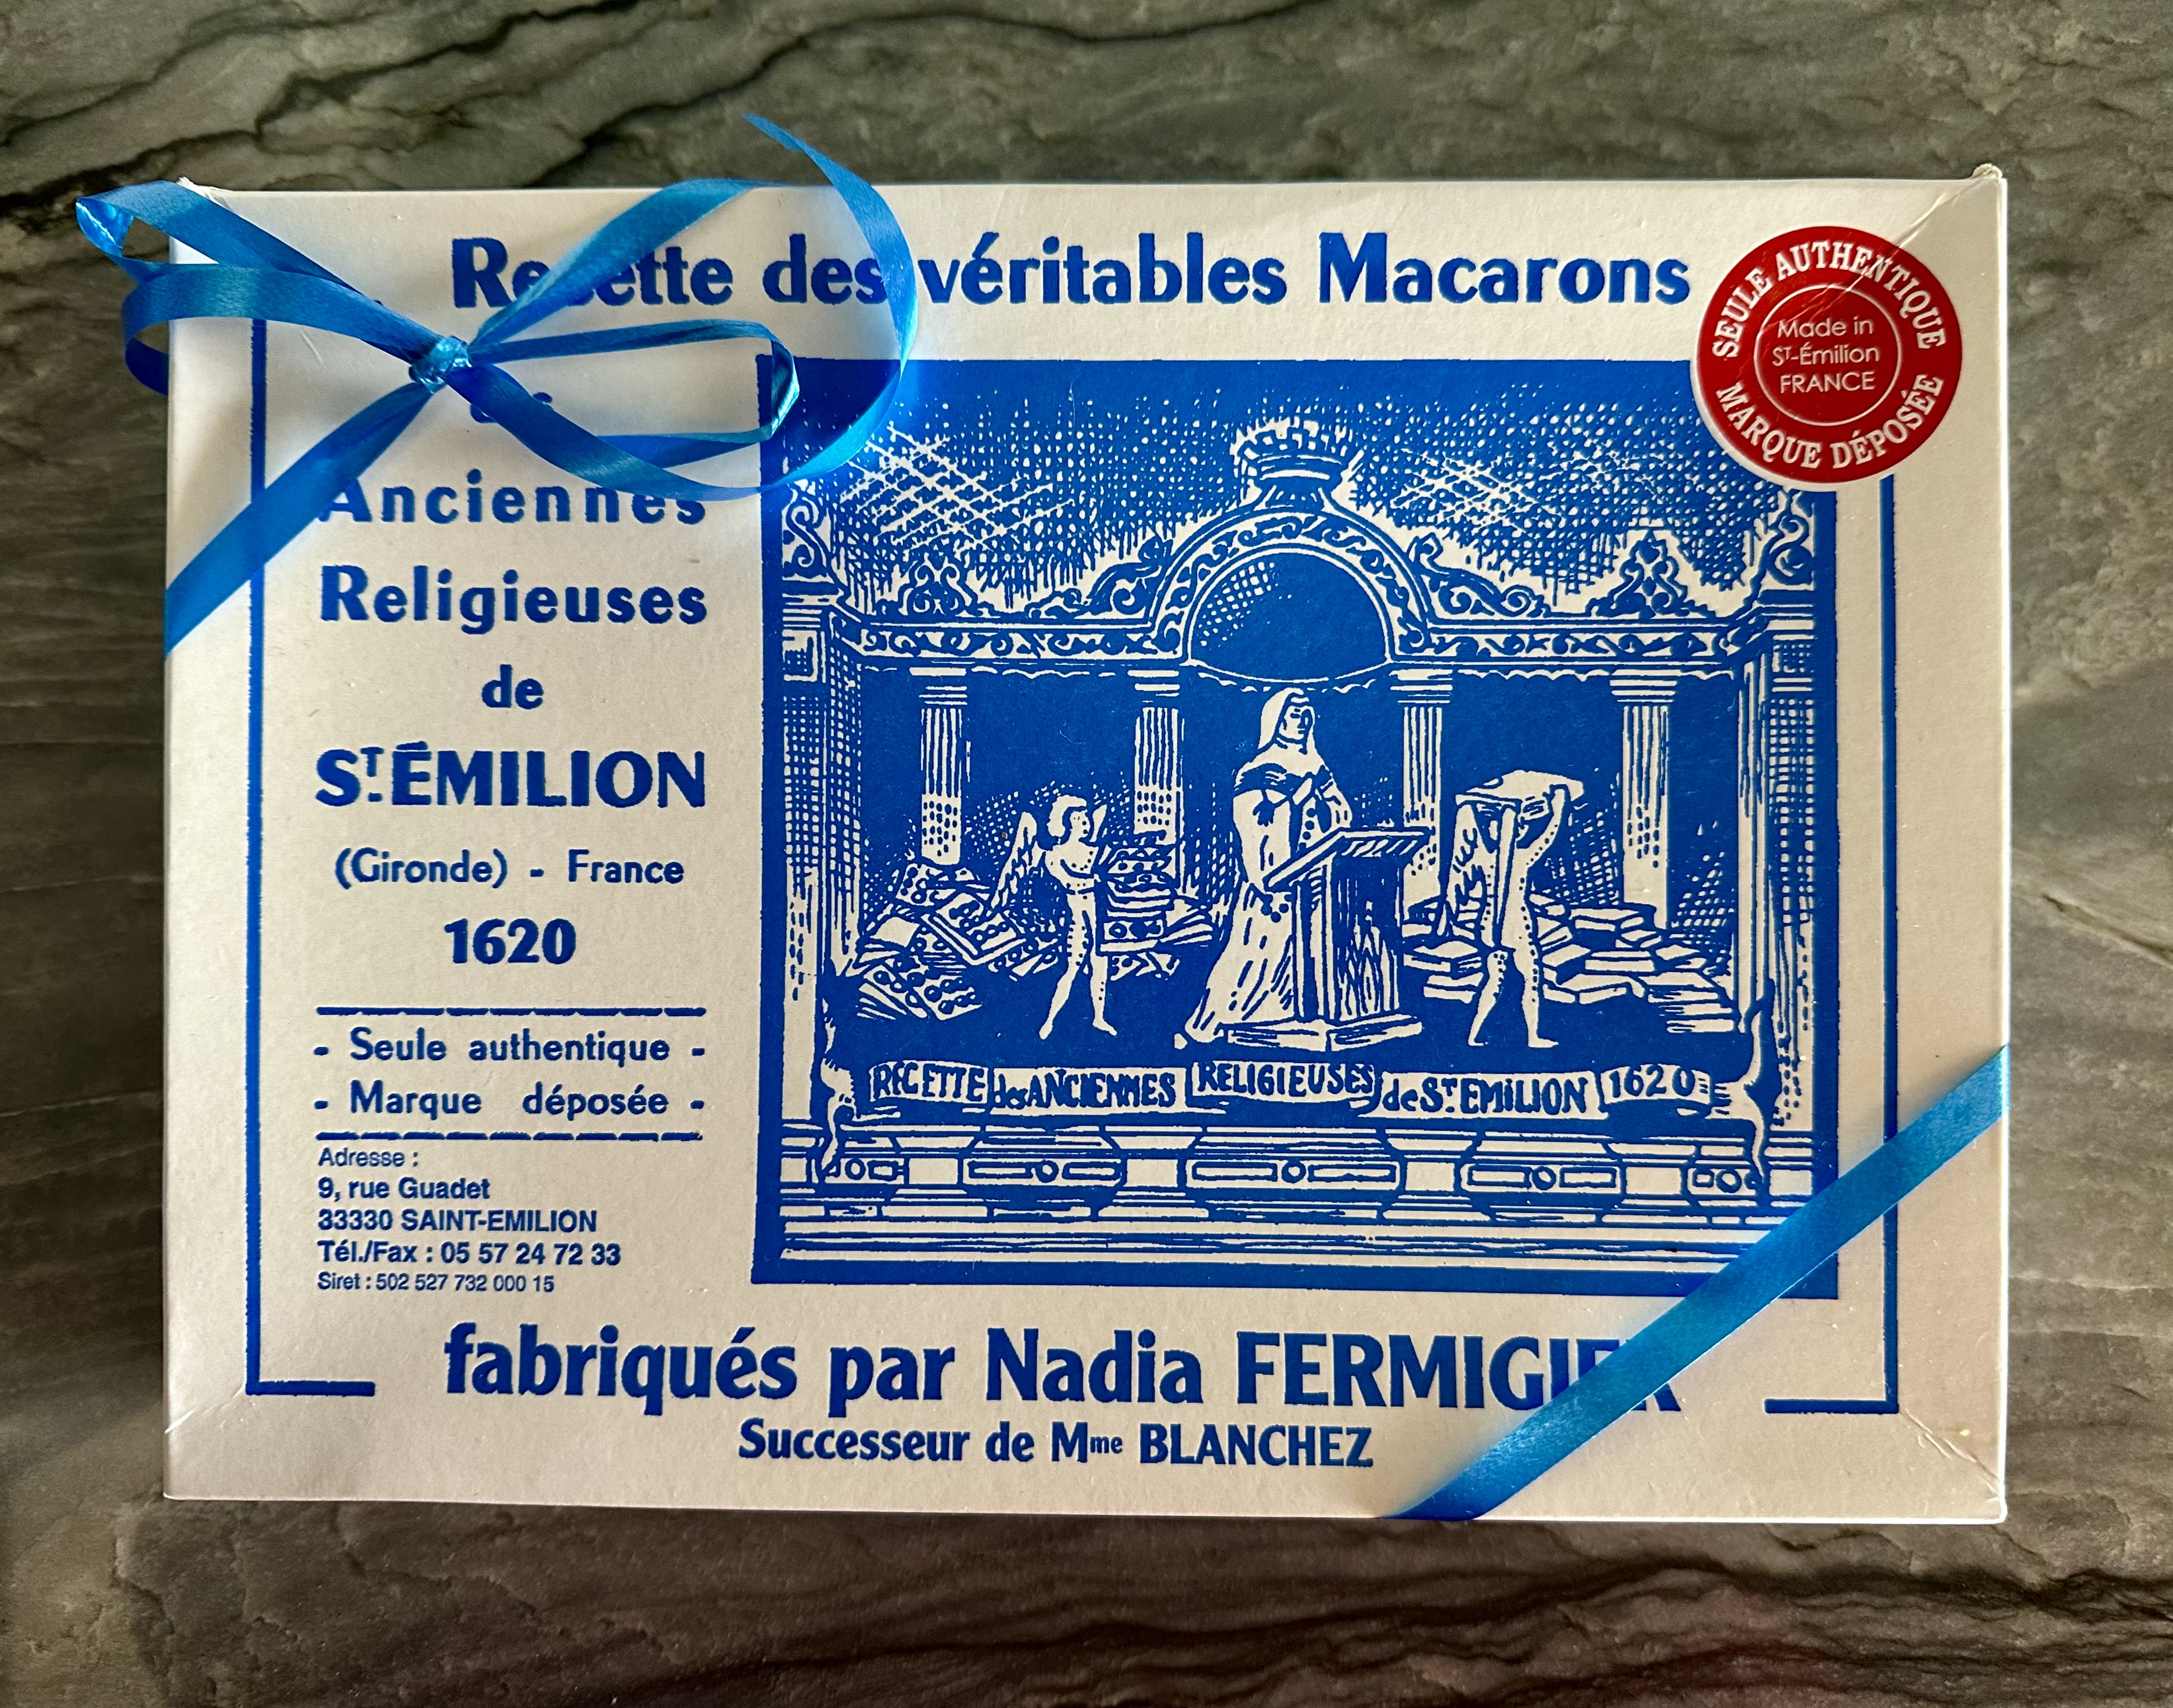 Recette des véritables Macarons
Anciennes
Religieuses
de
ST ÉMILION
(Gironde) - France
1620
- Seule authentique -
- Marque déposée -
Adresse :
9, rue Guadet
33330 SAINT-EMILION
Tél./Fax : 05 57 24 72 33
Siret : 502 527 732 000 15
SEULE AUTHENTIQUE
Made in
ST-Émilion
FRANCE
MARQUE DÉPOSÉE
RECETTE des ANCIENNES RELIGIEUSES de ST EMILION 1620
fabriqués par Nadia FERMIGIER
Successeur de Mme BLANCHEZ